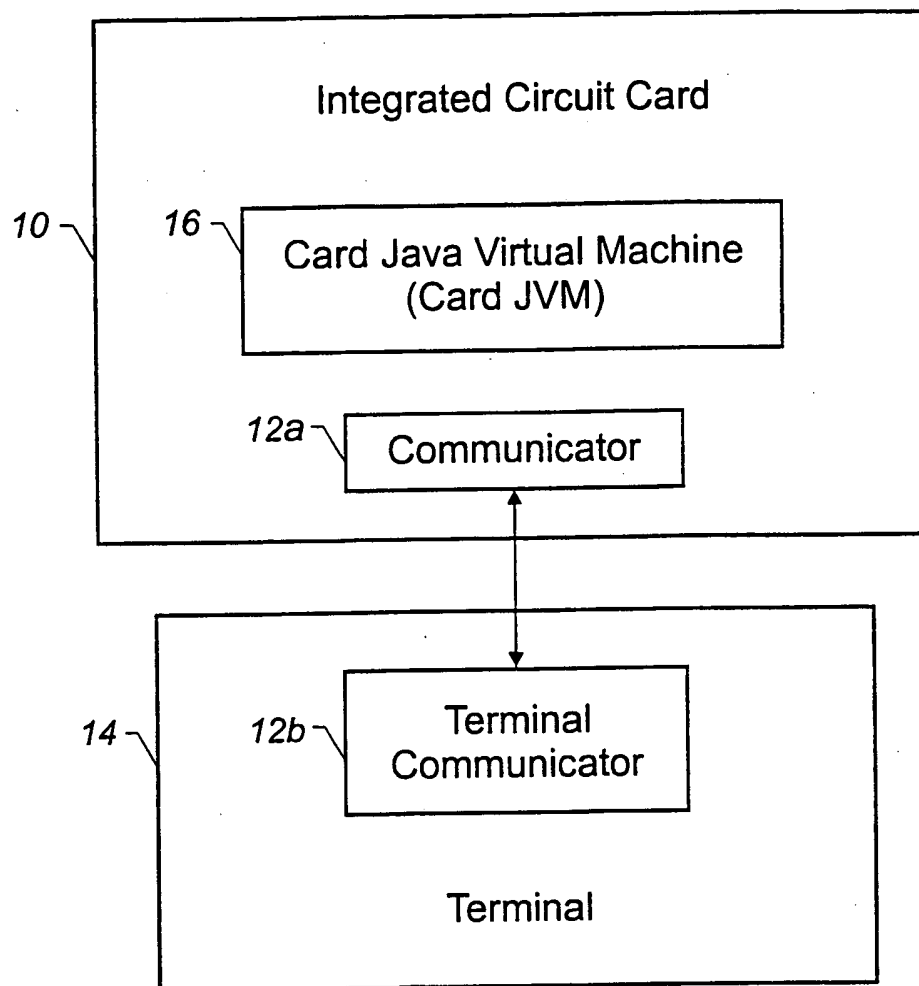 Integrated Circuit Card
10
16
Card Java Virtual Machine
(Card JVM)
12a
Communicator
14
12b
Terminal
Communicator
Terminal